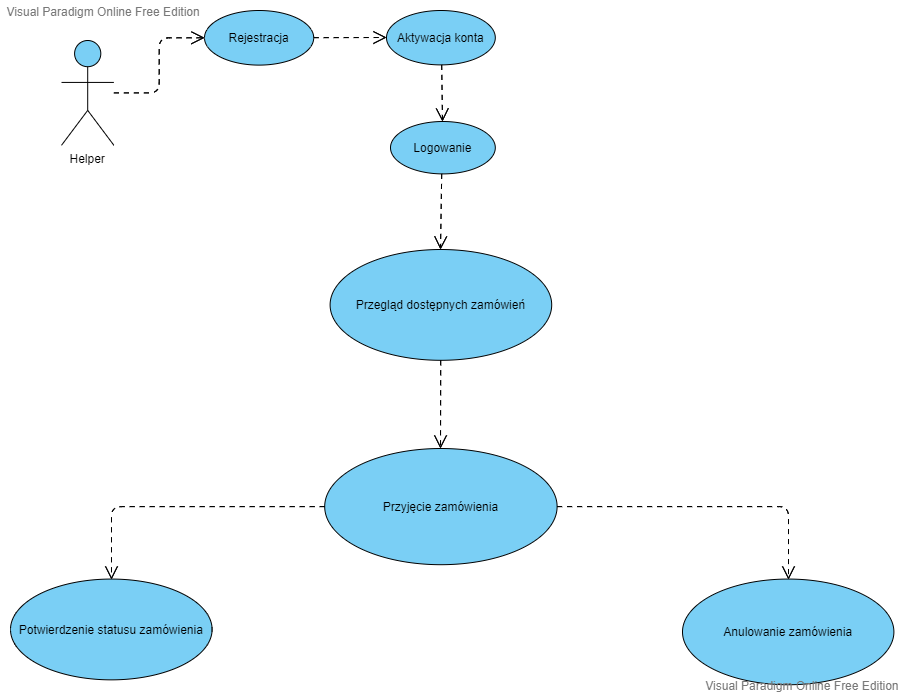 Visual Paradigm Online Free Edition
Rejestracja
Aktywacja konta
Helper
Logowanie
Przegląd dostępnych zamówień
Przyjęcie zamówienia
Potwierdzenie statusu zamówienia
Anulowanie zamówienia
Visual Paradigm Online Free Edition